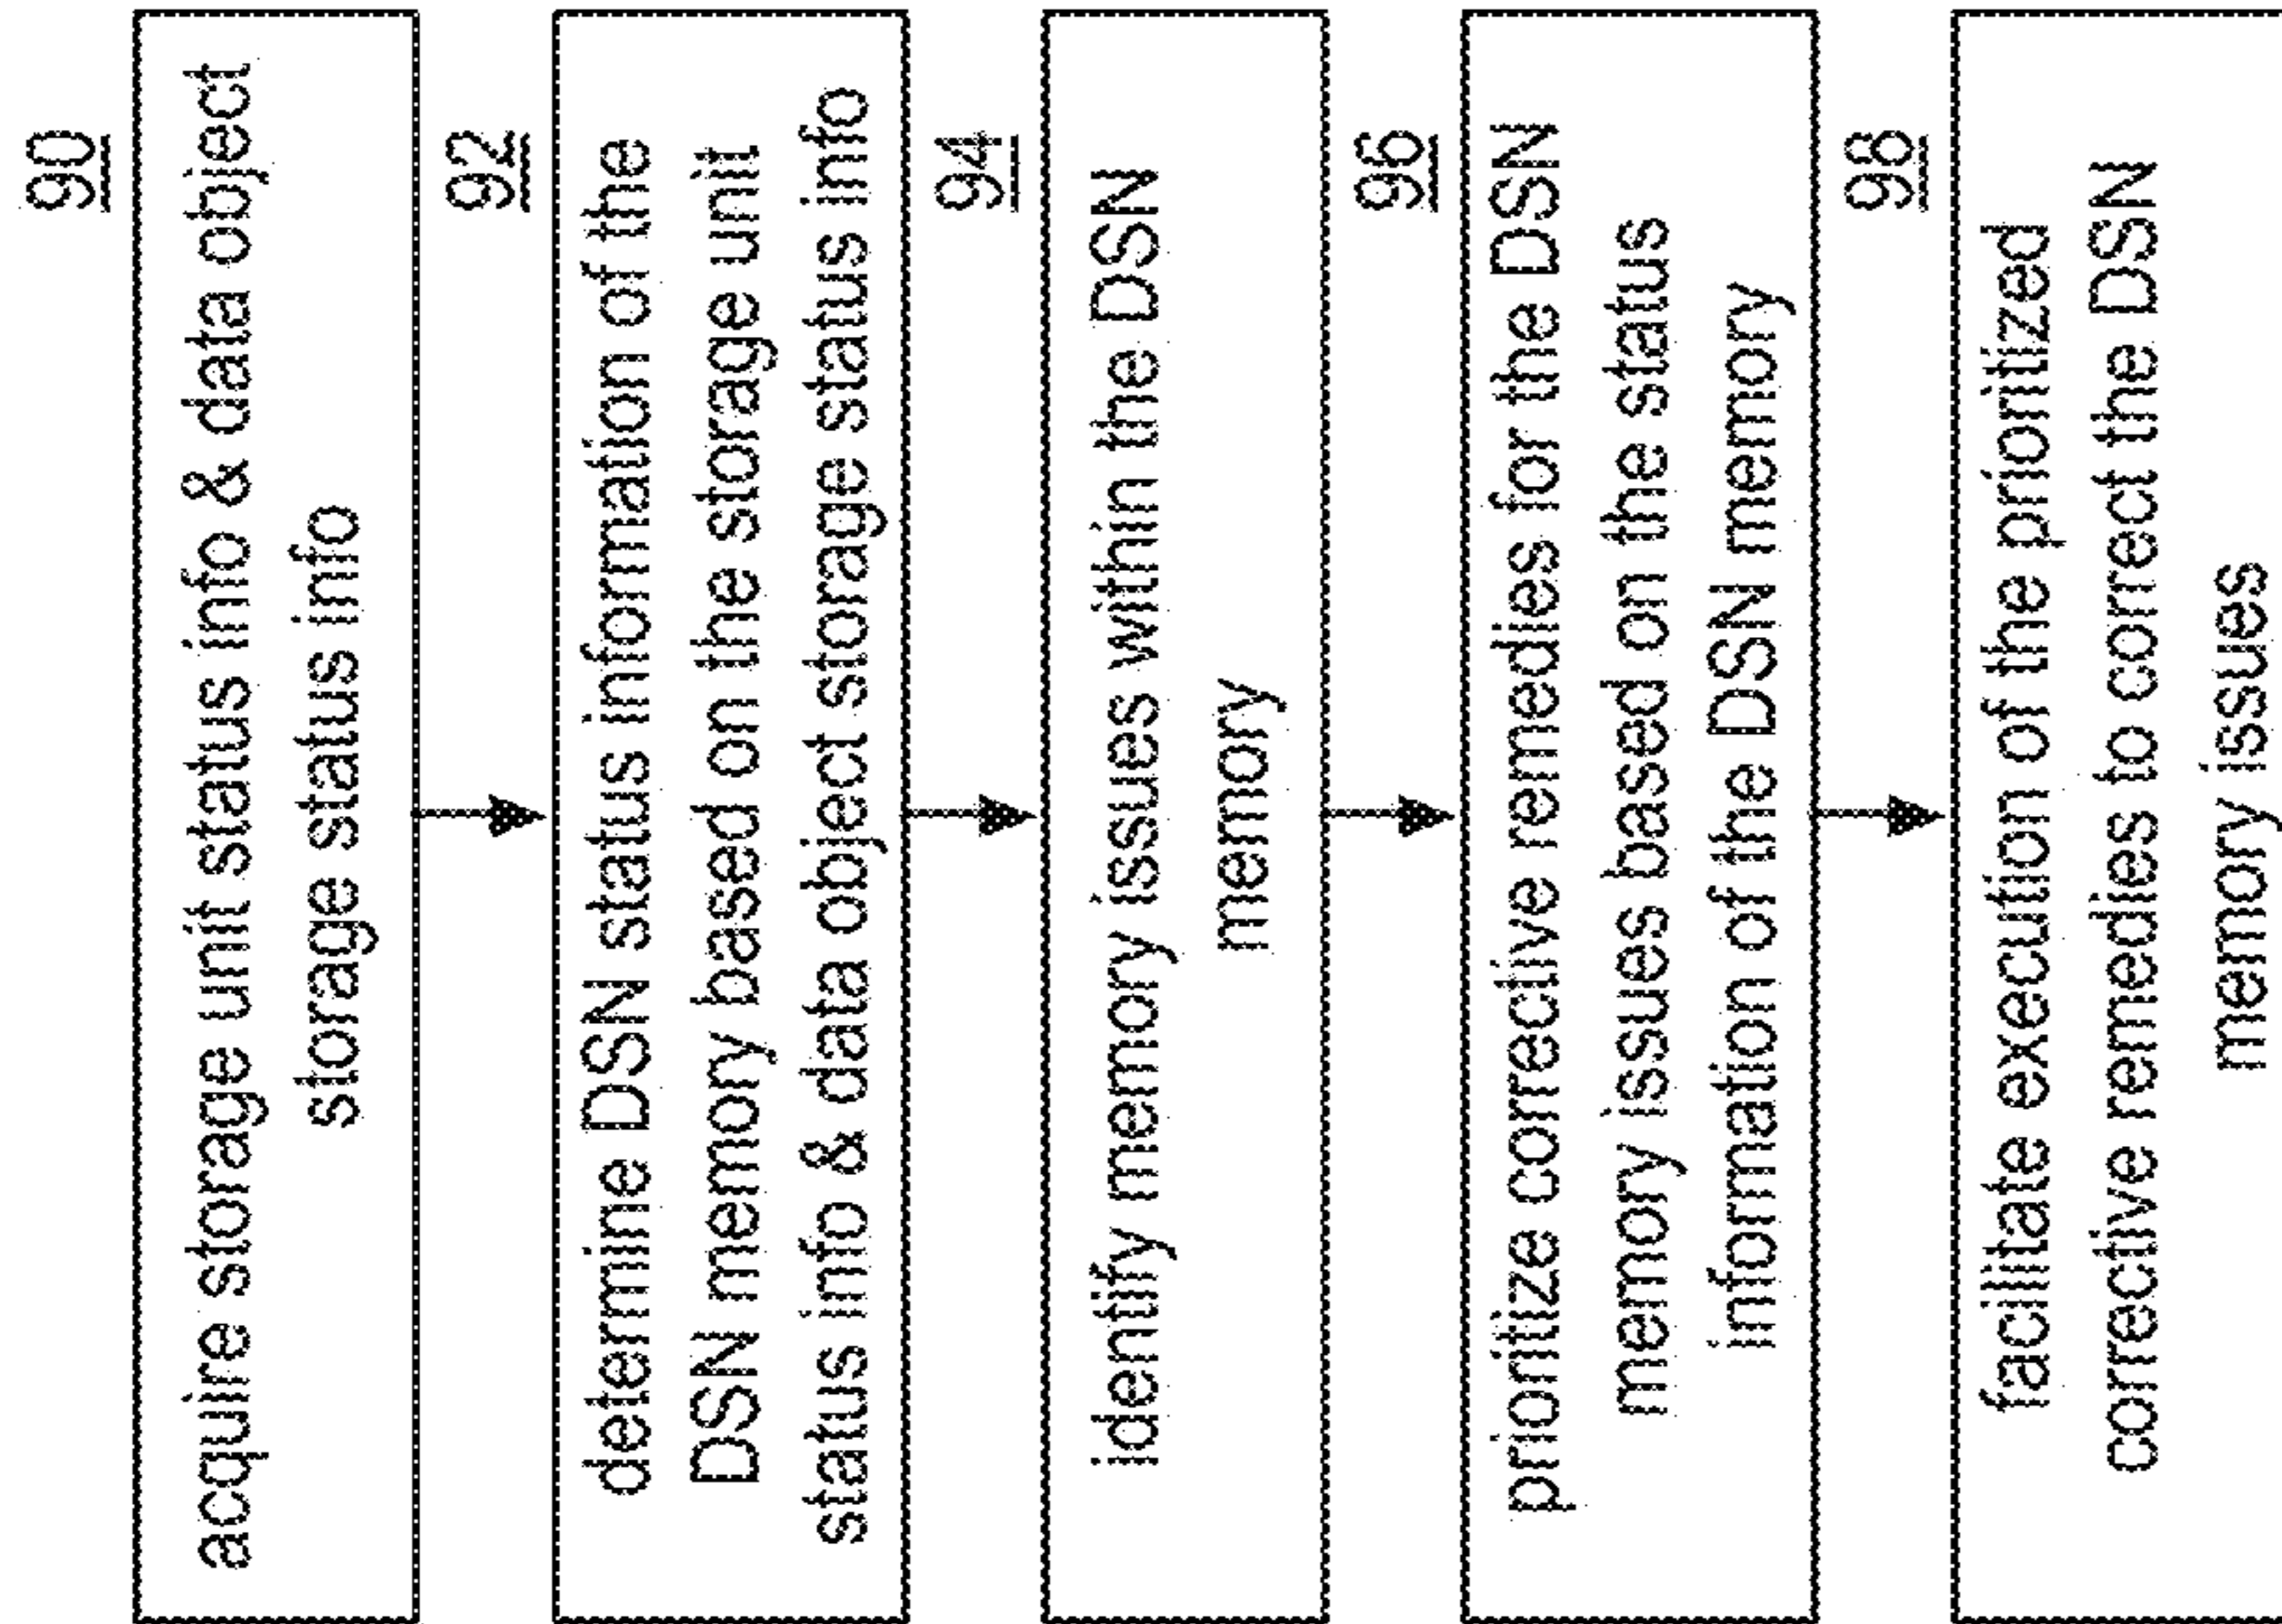 90
acquire storage unit status info & data object
storage status info
92
determine DSN status information of the
DSN memory based on the storage unit
status info & data object storage status info
94
identify memory issues within the DSN
memory
96
prioritize corrective remedies for the DSN
memory issues based on the status
information of the DSN memory
98
facilitate execution of the prioritized
corrective remedies to correct the DSN
memory issues